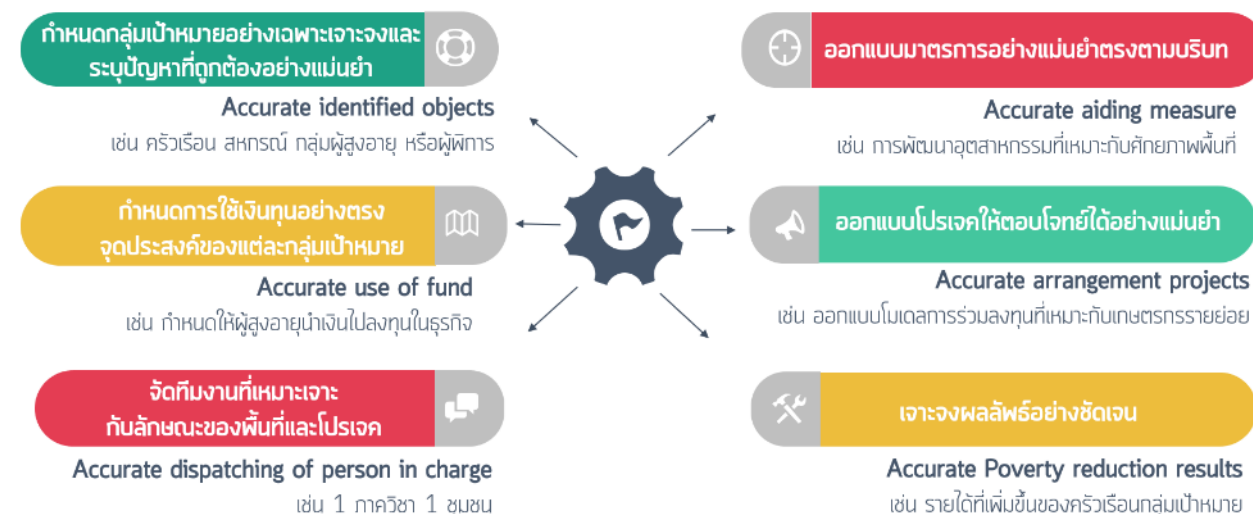 กำหนดกลุ่มเป้าหมายอย่างเฉพาะเจาะจงและ
ระบุปัญหาที่ถูกต้องอย่างแม่นยำ
Accurate identified objects
เช่น ครัวเรือน สหกรณ์ กลุ่มผู้สูงอายุ หรือผู้พิการ
กำหนดการใช้เงินทุนอย่างตรง
จุดประสงค์ของแต่ละกลุ่มเป้าหมาย
Accurate use of fund
เช่น กำหนดให้ผู้สูงอายุนำเงินไปลงทุนในธุรกิจ
จัดทีมงานที่เหมาะเจาะ
กับลักษณะของพื้นที่และโปรเจค
Accurate dispatching of person in charge
เช่น 1 ภาควิชา 1 ชุมชน
ออกแบบมาตรการอย่างแม่นยำตรงตามบริบท
Accurate aiding measure
เช่น การพัฒนาอุตสาหกรรมที่เหมาะกับศักยภาพพื้นที่
ออกแบบโปรเจคให้ตอบโจทย์ได้อย่างแม่นยำ
Accurate arrangement projects
เช่น ออกแบบโมเดลการร่วมลงทุนที่เหมาะกับเกษตรกรรายย่อย
เจาะจงผลลัพธ์อย่างชัดเจน
Accurate Poverty reduction results
เช่น รายได้ที่เพิ่มขึ้นของครัวเรือนกลุ่มเป้าหมาย